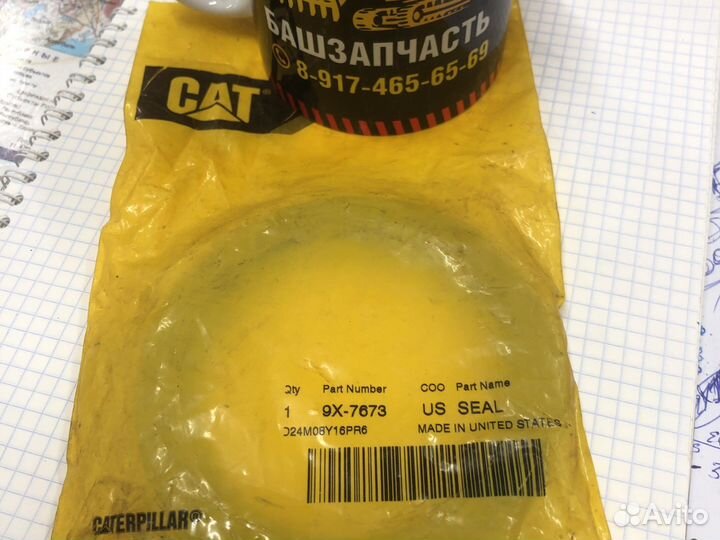 БАШЗАПЧАСТЬ
8-917-465-65-69
CAT
Qty Part Number COO Part Name
1 9X-7673 US SEAL
D24M08Y16PR6 MADE IN UNITED STATES
CATERPILLAR®
Avito